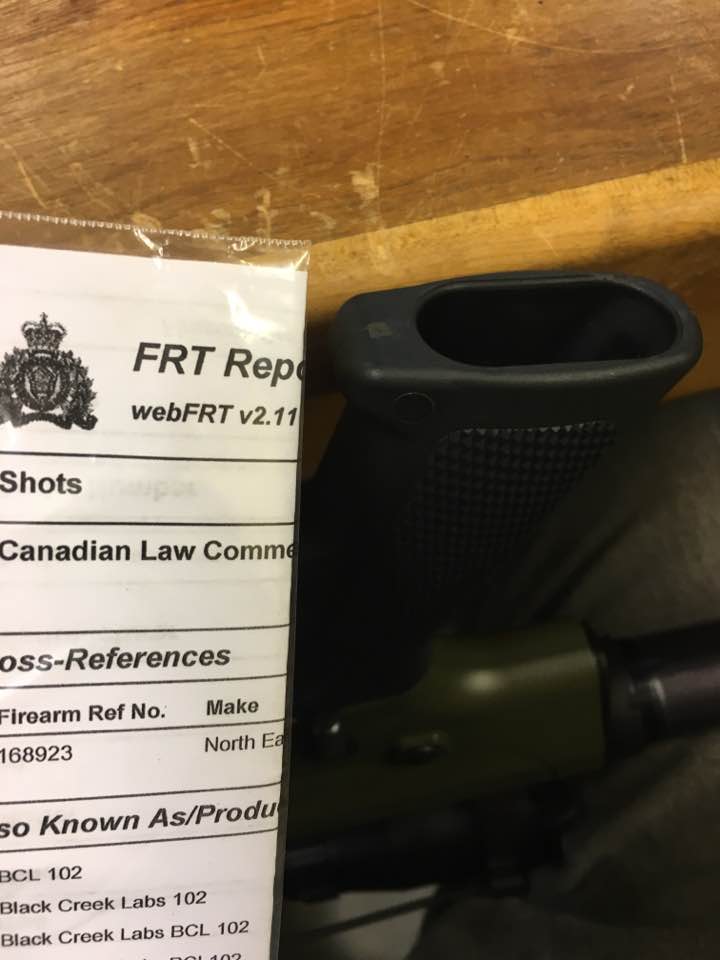 FRT Repo
webFRT v2.11
Shots
Canadian Law Comme
oss-References
Firearm Ref No. Make
168923 North Ea
so Known As/Produ
BCL 102
Black Creek Labs 102
Black Creek Labs BCL 102
BCL102